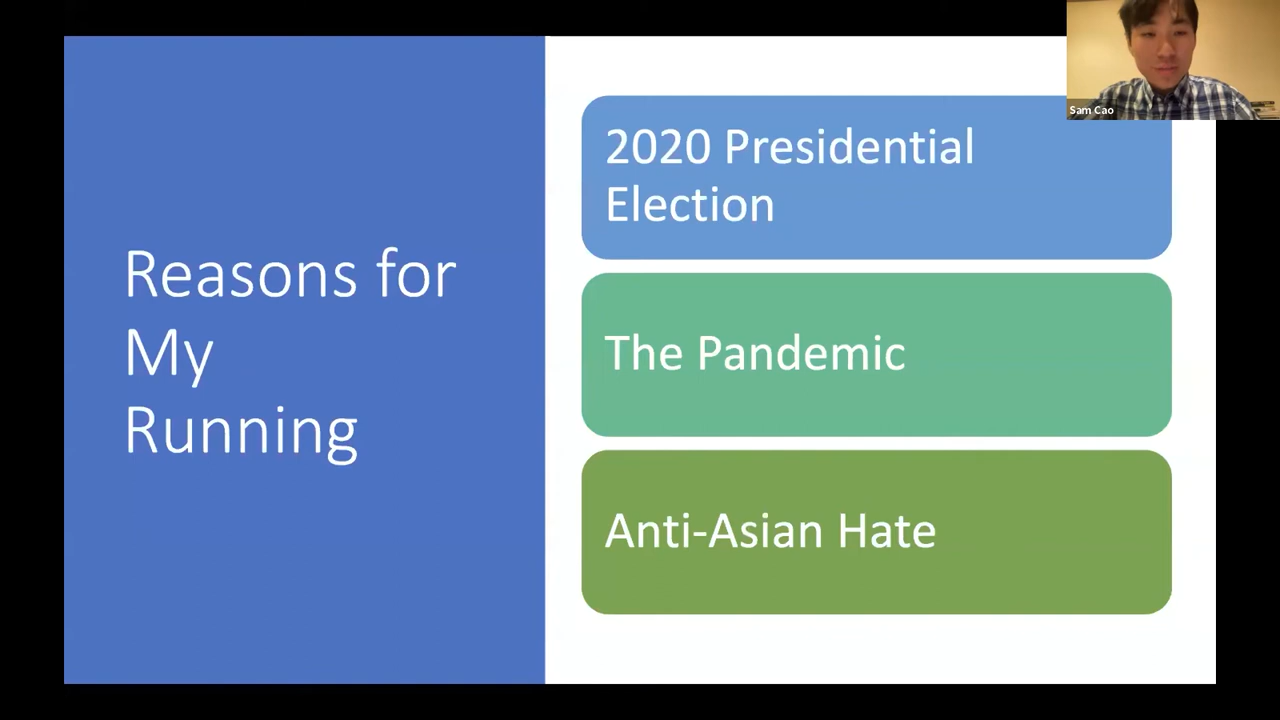 Reasons for
My
Running
2020 Presidential
Election
The Pandemic
Anti-Asian Hate
Sam Cao